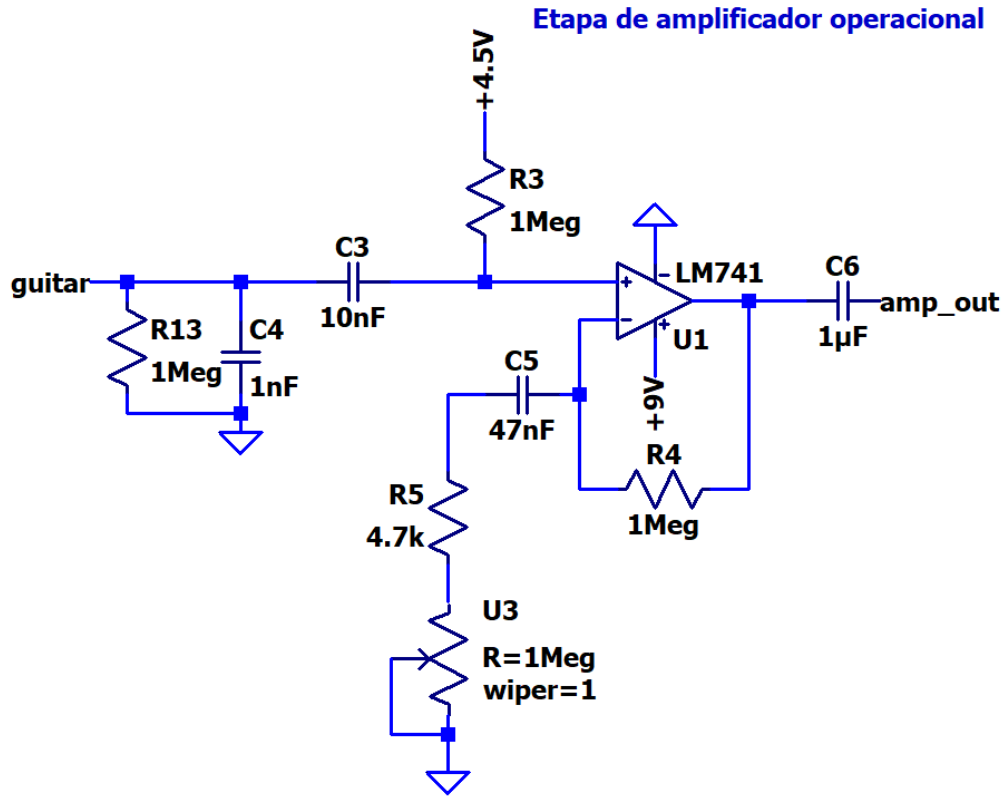 Etapa de amplificador operacional
+4.5V
R3
1Meg
guitar
C3
10nF
R13
1Meg
C4
1nF
+
-
-
+
LM741
U1
+9V
C6
1µF
amp_out
C5
47nF
R4
1Meg
R5
4.7k
U3
R=1Meg
wiper=1